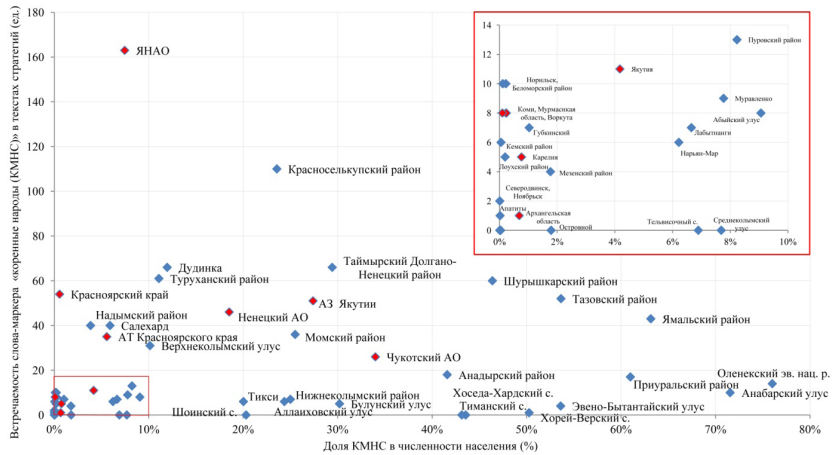 Встречаемость слова-маркера «коренные народы (КМНС)» в текстах стратегий (ед.)
180
160
140
120
100
80
60
40
20
0
ЯНАО
Красноселькупский район
Дудинка
Туруханский район
Таймырский Долгано-
Ненецкий район
Красноярский край
Надымский район
Салехард
АТ Красноярского края
Верхнеколымский улус
Ненецкий АО
АЗ Якутии
Момский район
Чукотский АО
Шурышкарский район
Тазовский район
Ямальский район
Анадырский район
Приуральский район
Оленекский эв. нац. р.
Анабарский улус
Тикси
Нижнеколымский район
Шоинский с.
Аллаиховский улус
Булунский улус
Хоседа-Хардский с.
Тиманский с.
Эвено-Бытантайский улус
Хорей-Верский с.
0%
10%
20%
30%
40%
50%
60%
70%
80%
Доля КМНС в численности населения (%)
14
12
10
8
6
4
2
0
Пуровский район
Якутия
Норильск,
Беломорский район
Муравленко
Коми, Мурманская
область, Воркута
Абыйский улус
Губкинский
Лабытнанги
Кемский район
Нарьян-Мар
Лоухский район
Карелия
Мезенский район
Северодвинск,
Ноябрьск
Апатиты
Архангельская
область
Островной
Тельвисочный с.
Среднеколымский
улус
0%
2%
4%
6%
8%
10%